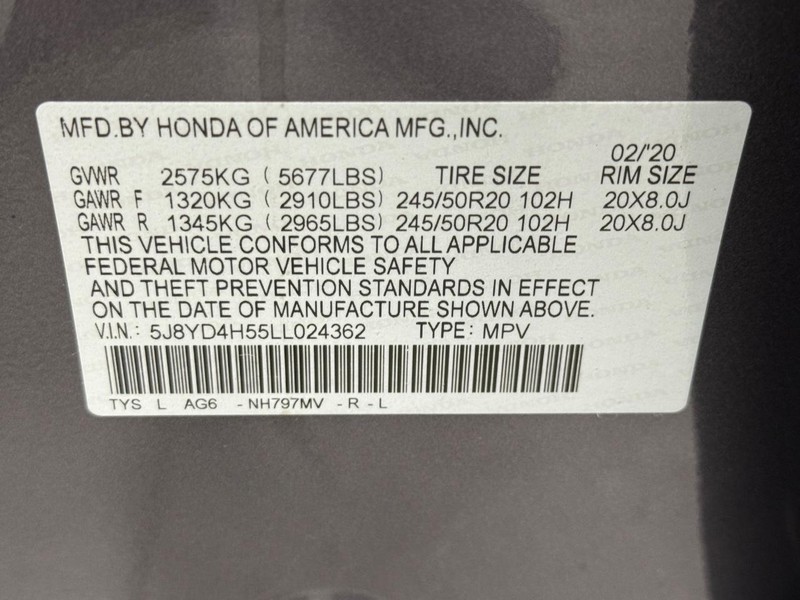 MFD.BY HONDA OF AMERICA MFG.,INC.
02/'20
GVWR 2575KG ( 5677LBS) TIRE SIZE RIM SIZE
GAWR F 1320KG ( 2910LBS) 245/50R20 102H 20X8.0J
GAWR R 1345KG ( 2965LBS) 245/50R20 102H 20X8.0J
THIS VEHICLE CONFORMS TO ALL APPLICABLE
FEDERAL MOTOR VEHICLE SAFETY
AND THEFT PREVENTION STANDARDS IN EFFECT
ON THE DATE OF MANUFACTURE SHOWN ABOVE.
V.I.N.: 5J8YD4H55LL024362 TYPE: MPV
TYS L AG6 - NH797MV - R - L